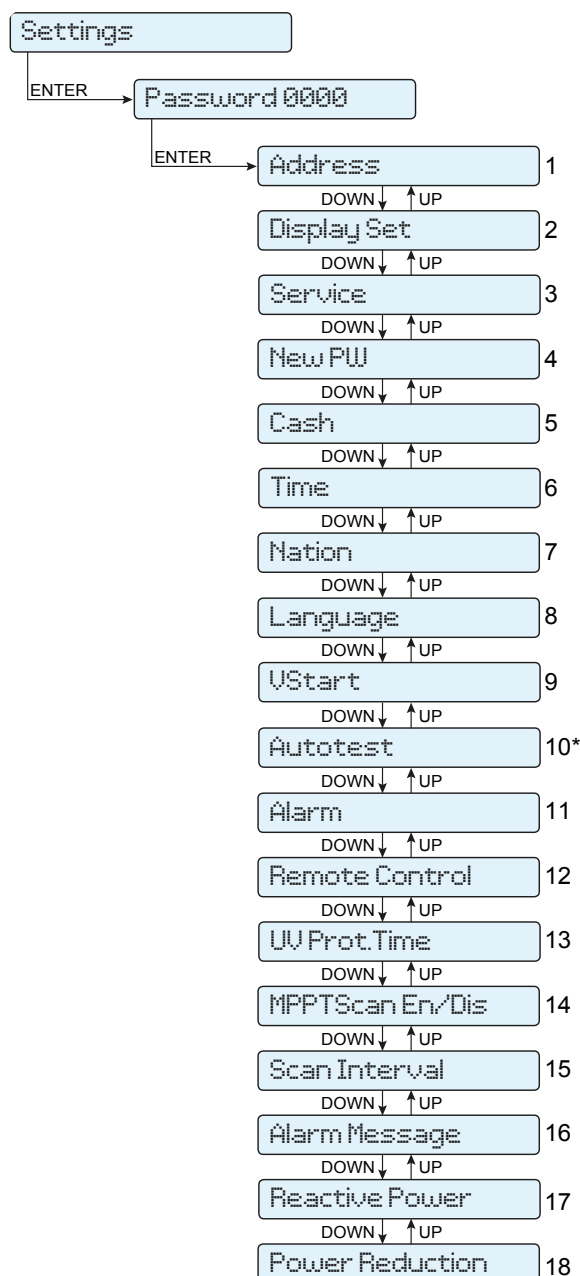 Settings
ENTER
Password 0000
ENTER
Address 1
DOWN UP
Display Set 2
DOWN UP
Service 3
DOWN UP
New PW 4
DOWN UP
Cash 5
DOWN UP
Time 6
DOWN UP
Nation 7
DOWN UP
Language 8
DOWN UP
VStart 9
DOWN UP
Autotest 10*
DOWN UP
Alarm 11
DOWN UP
Remote Control 12
DOWN UP
UV Prot.Time 13
DOWN UP
MPPTScan En/Dis 14
DOWN UP
Scan Interval 15
DOWN UP
Alarm Message 16
DOWN UP
Reactive Power 17
DOWN UP
Power Reduction 18